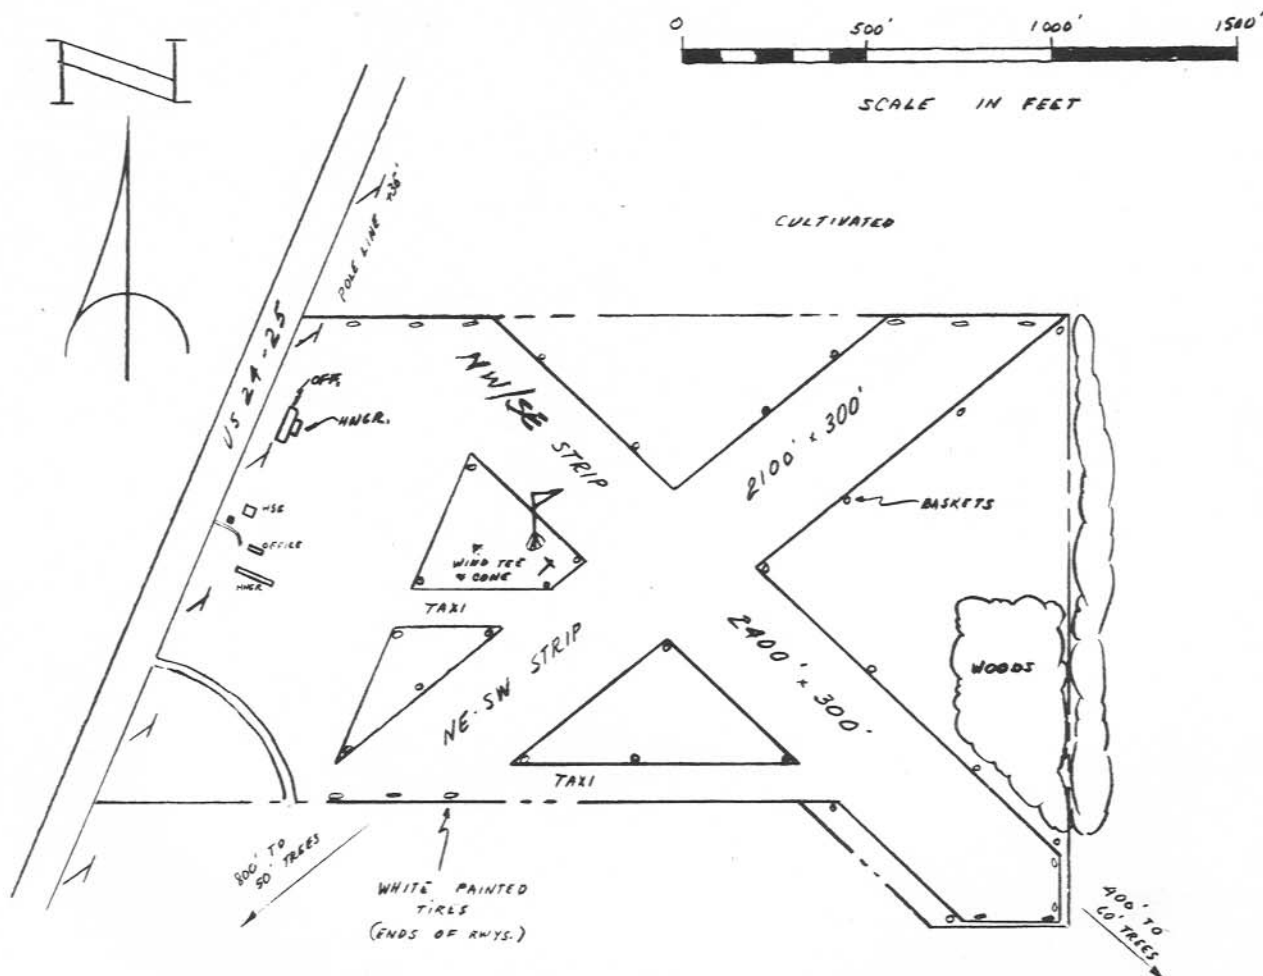 N
0 500' 1000' 1500'
SCALE IN FEET
CULTIVATED
POLE LINE
US 24-25
OFF.
HNGR.
NW/SE STRIP
2100' x 300'
BASKETS
HSE
OFFICE
HNGR
WIND TEE
& CONE
TAXI
NE-SW STRIP
2400' x 300'
WOODS
TAXI
800' TO
50' TREES
WHITE PAINTED
TIRES
(ENDS OF RWYS.)
400' TO
60' TREES